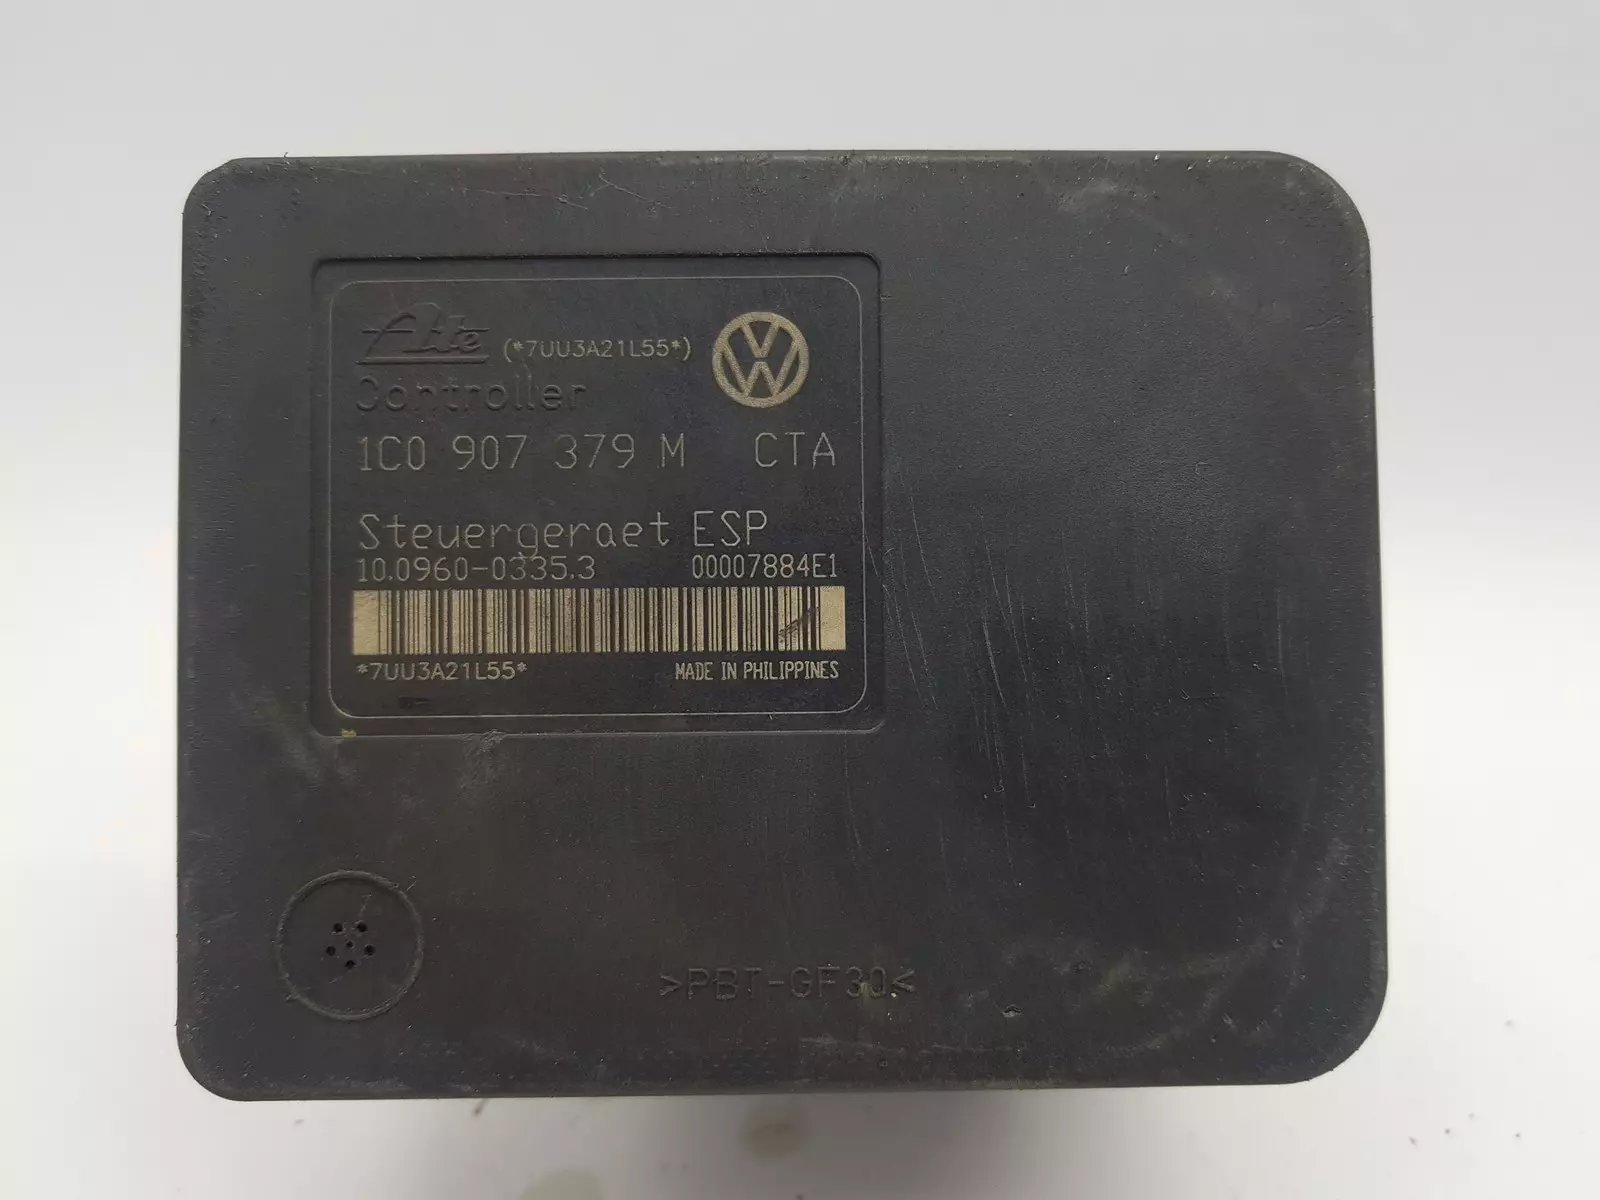 Ate (*7UU3A21L55*)
Controller
1C0 907 379 M CTA
Steuergeraet ESP
10.0960-0335.3 00007884E1
*7UU3A21L55* MADE IN PHILIPPINES
>PBT-GF30<